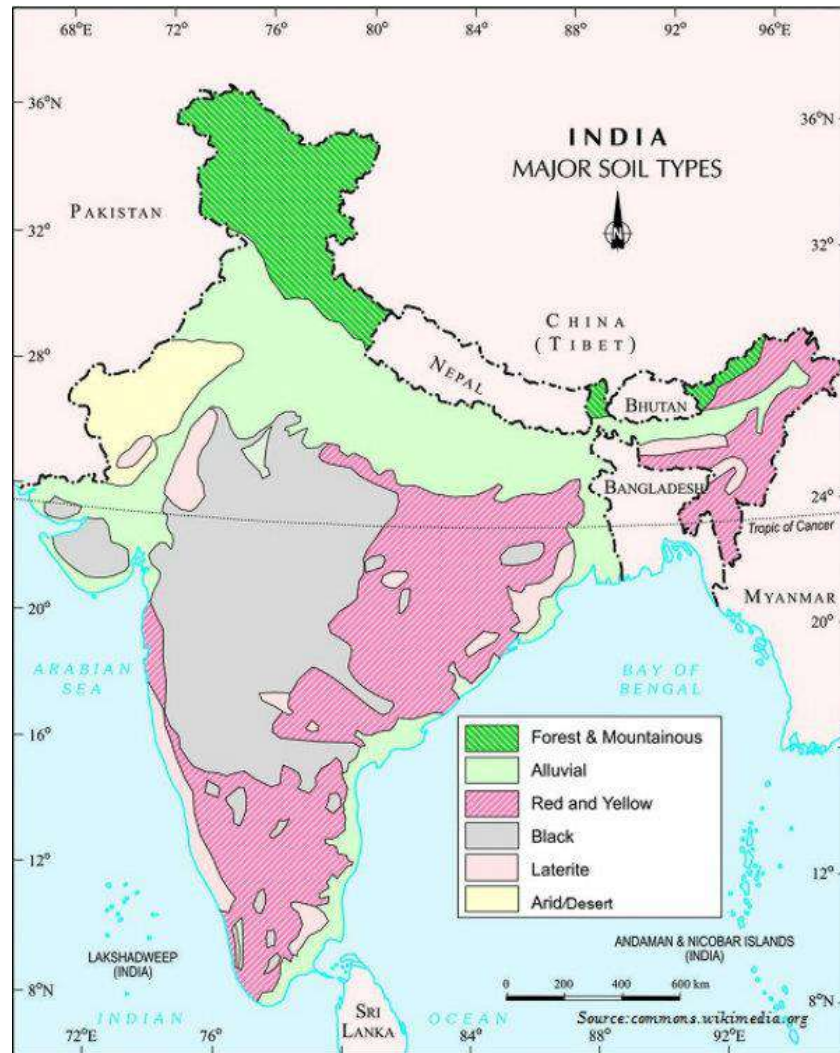 68°E 72° 76° 80° 84° 88° 92° 96°E
36°N
36°N
INDIA
MAJOR SOIL TYPES
N
PAKISTAN
32°
32°
CHINA
(TIBET)
28°
28°
NEPAL
BHUTAN
BANGLADESH
24°
24°
Tropic of Cancer
MYANMAR
20°
20°
ARABIAN
SEA
BAY OF
BENGAL
16°
Forest & Mountainous
Alluvial
Red and Yellow
Black
Laterite
Arid/Desert
12°
12°
LAKSHADWEEP
(INDIA)
ANDAMAN & NICOBAR ISLANDS
(INDIA)
8°N
8°N
0 200 400 600 km
INDIAN
SRI
LANKA
OCEAN
Source:commons.wikimedia.org
72°E 76° 84° 88° 92°E